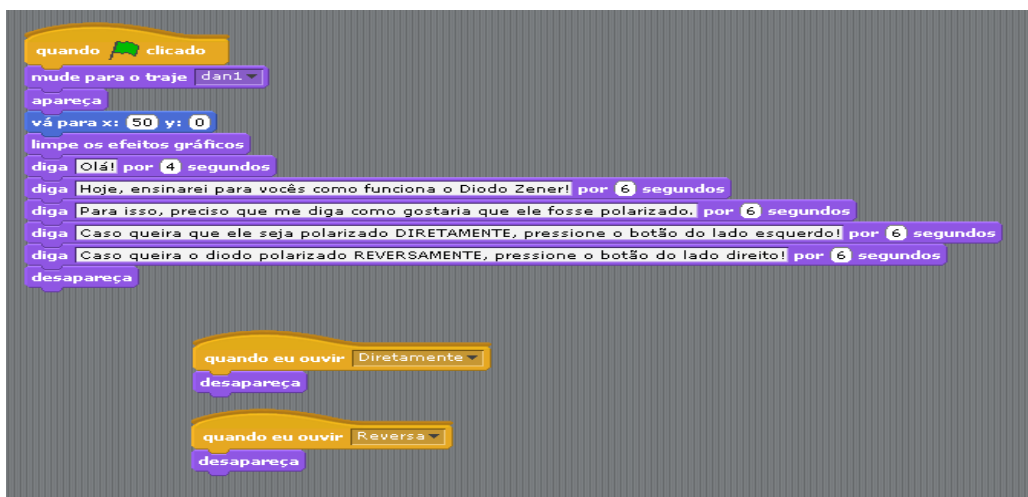 quando clicado
mude para o traje dan1
apareça
vá para x: 50 y: 0
limpe os efeitos gráficos
diga Olá! por 4 segundos
diga Hoje, ensinarei para vocês como funciona o Diodo Zener! por 6 segundos
diga Para isso, preciso que me diga como gostaria que ele fosse polarizado. por 6 segundos
diga Caso queira que ele seja polarizado DIRETAMENTE, pressione o botão do lado esquerdo! por 6 segundos
diga Caso queira o diodo polarizado REVERSAMENTE, pressione o botão do lado direito! por 6 segundos
desapareça
quando eu ouvir Diretamente
desapareça
quando eu ouvir Reversa
desapareça